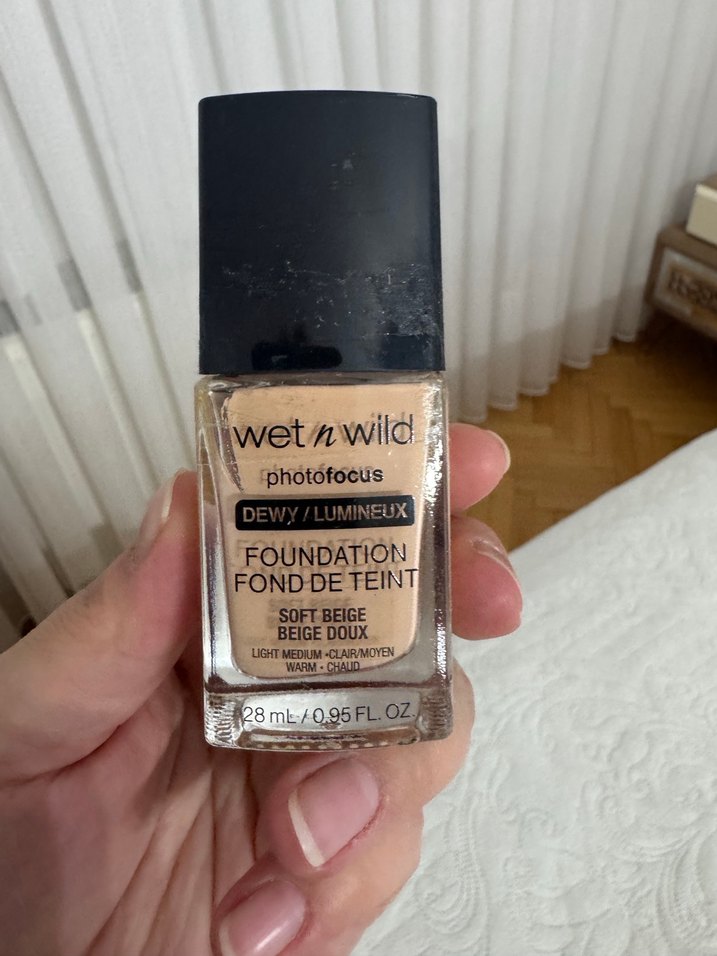 wet n wild
photofocus
DEWY / LUMINEUX
FOUNDATION
FOND DE TEINT
SOFT BEIGE
BEIGE DOUX
LIGHT MEDIUM • CLAIR/MOYEN
WARM • CHAUD
28 mL / 0.95 FL. OZ.